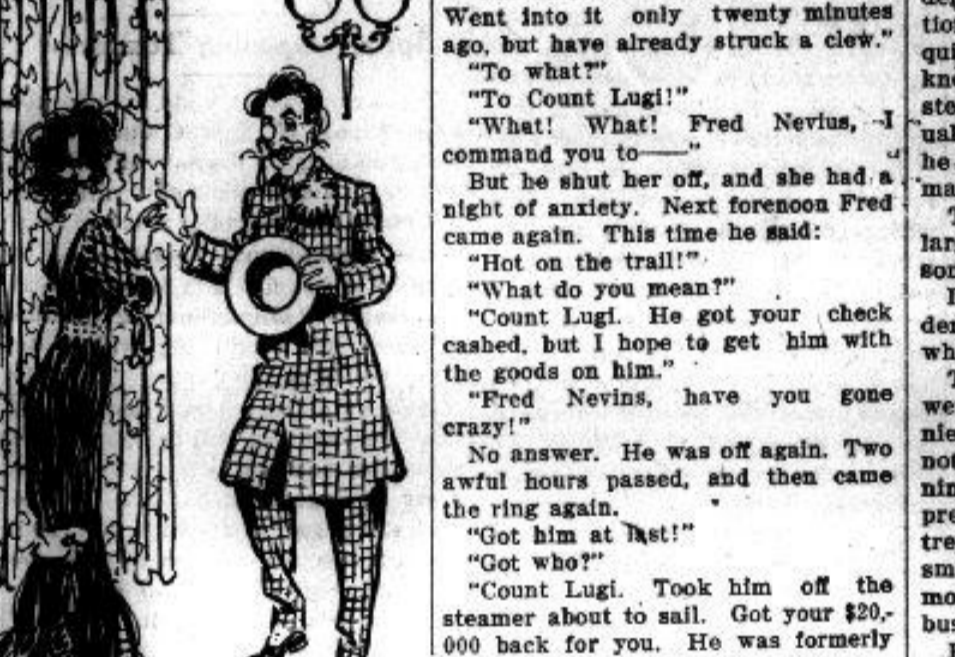 Went into it only twenty minutes
ago, but have already struck a clew."
"To what?"
"To Count Lugi!"
"What! What! Fred Nevius, I
command you to——"
But he shut her off, and she had a
night of anxiety. Next forenoon Fred
came again. This time he said:
"Hot on the trail!"
"What do you mean?"
"Count Lugi. He got your check
cashed, but I hope to get him with
the goods on him."
"Fred Nevins, have you gone
crazy!"
No answer. He was off again. Two
awful hours passed, and then came
the ring again.
"Got him at last!"
"Got who?"
"Count Lugi. Took him off the
steamer about to sail. Got your $20,-
000 back for you. He was formerly